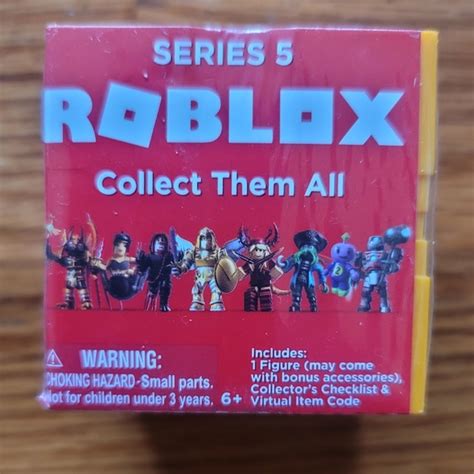 SERIES 5
ROBLOX
Collect Them All
WARNING:
CHOKING HAZARD-Small parts.
Not for children under 3 years. 6+
Includes:
1 Figure (may come
with bonus accessories),
Collector's Checklist &
Virtual Item Code